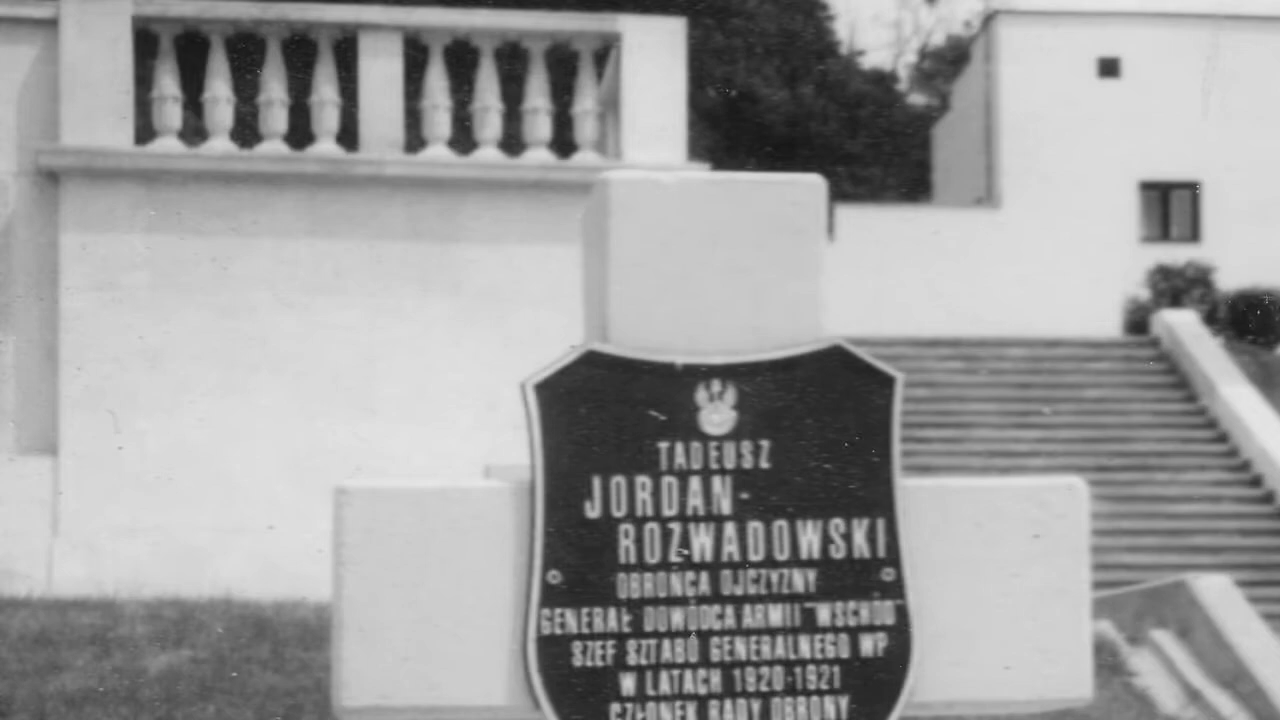 TADEUSZ
JORDAN-
ROZWADOWSKI
OBROŃCA OJCZYZNY
GENERAŁ DOWÓDCA ARMII "WSCHÓD"
SZEF SZTABU GENERALNEGO WP
W LATACH 1920-1921
CZŁONEK RADY OBRONY